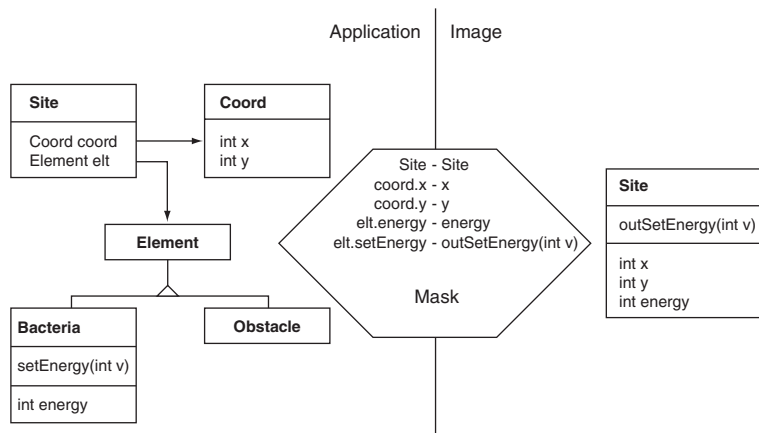 Application
Image
Site
Coord coord
Element elt
Coord
int x
int y
Element
Bacteria
setEnergy(int v)
int energy
Obstacle
Site - Site
coord.x - x
coord.y - y
elt.energy - energy
elt.setEnergy - outSetEnergy(int v)
Mask
Site
outSetEnergy(int v)
int x
int y
int energy